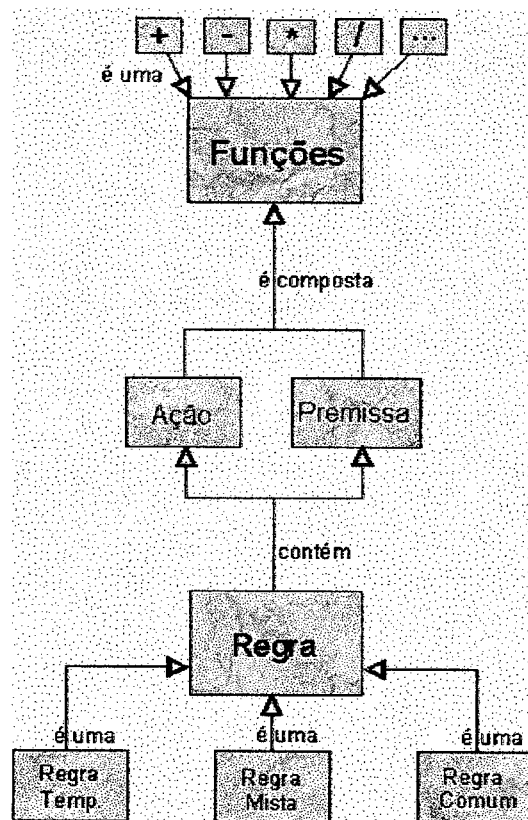 + - * / ...
é uma
Funções
é composta
Ação Premissa
contém
Regra
é uma é uma é uma
Regra Regra Regra
Temp. Mista Comum